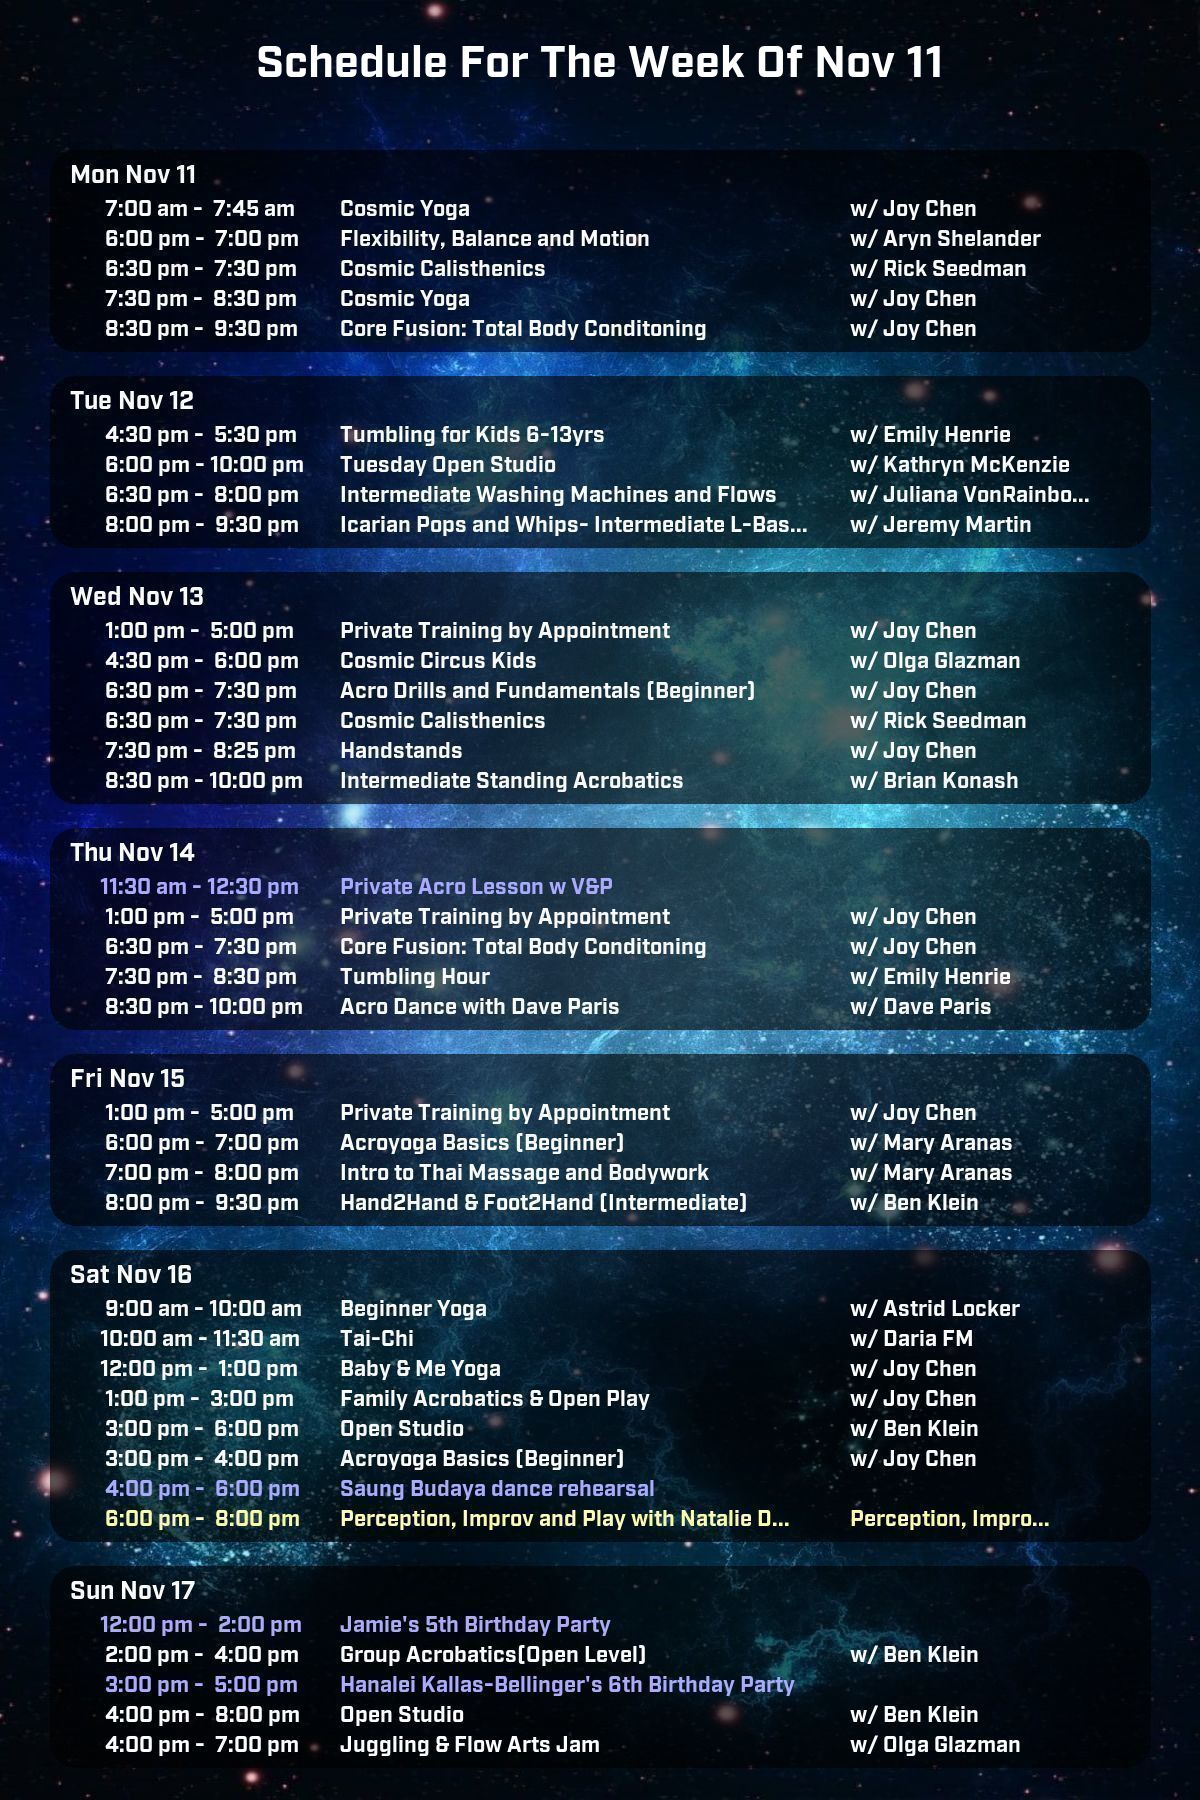 Schedule For The Week Of Nov 11
Mon Nov 11
7:00 am - 7:45 am Cosmic Yoga w/ Joy Chen
6:00 pm - 7:00 pm Flexibility, Balance and Motion w/ Aryn Shelander
6:30 pm - 7:30 pm Cosmic Calisthenics w/ Rick Seedman
7:30 pm - 8:30 pm Cosmic Yoga w/ Joy Chen
8:30 pm - 9:30 pm Core Fusion: Total Body Conditoning w/ Joy Chen
Tue Nov 12
4:30 pm - 5:30 pm Tumbling for Kids 6-13yrs w/ Emily Henrie
6:00 pm - 10:00 pm Tuesday Open Studio w/ Kathryn McKenzie
6:30 pm - 8:00 pm Intermediate Washing Machines and Flows w/ Juliana VonRainbo...
8:00 pm - 9:30 pm Icarian Pops and Whips- Intermediate L-Bas... w/ Jeremy Martin
Wed Nov 13
1:00 pm - 5:00 pm Private Training by Appointment w/ Joy Chen
4:30 pm - 6:00 pm Cosmic Circus Kids w/ Olga Glazman
6:30 pm - 7:30 pm Acro Drills and Fundamentals (Beginner) w/ Joy Chen
6:30 pm - 7:30 pm Cosmic Calisthenics w/ Rick Seedman
7:30 pm - 8:25 pm Handstands w/ Joy Chen
8:30 pm - 10:00 pm Intermediate Standing Acrobatics w/ Brian Konash
Thu Nov 14
11:30 am - 12:30 pm Private Acro Lesson w V&P
1:00 pm - 5:00 pm Private Training by Appointment w/ Joy Chen
6:30 pm - 7:30 pm Core Fusion: Total Body Conditoning w/ Joy Chen
7:30 pm - 8:30 pm Tumbling Hour w/ Emily Henrie
8:30 pm - 10:00 pm Acro Dance with Dave Paris w/ Dave Paris
Fri Nov 15
1:00 pm - 5:00 pm Private Training by Appointment w/ Joy Chen
6:00 pm - 7:00 pm Acroyoga Basics (Beginner) w/ Mary Aranas
7:00 pm - 8:00 pm Intro to Thai Massage and Bodywork w/ Mary Aranas
8:00 pm - 9:30 pm Hand2Hand & Foot2Hand (Intermediate) w/ Ben Klein
Sat Nov 16
9:00 am - 10:00 am Beginner Yoga w/ Astrid Locker
10:00 am - 11:30 am Tai-Chi w/ Daria FM
12:00 pm - 1:00 pm Baby & Me Yoga w/ Joy Chen
1:00 pm - 3:00 pm Family Acrobatics & Open Play w/ Joy Chen
3:00 pm - 6:00 pm Open Studio w/ Ben Klein
3:00 pm - 4:00 pm Acroyoga Basics (Beginner) w/ Joy Chen
4:00 pm - 6:00 pm Saung Budaya dance rehearsal
6:00 pm - 8:00 pm Perception, Improv and Play with Natalie D... Perception, Impro...
Sun Nov 17
12:00 pm - 2:00 pm Jamie's 5th Birthday Party
2:00 pm - 4:00 pm Group Acrobatics(Open Level) w/ Ben Klein
3:00 pm - 5:00 pm Hanalei Kallas-Bellinger's 6th Birthday Party
4:00 pm - 8:00 pm Open Studio w/ Ben Klein
4:00 pm - 7:00 pm Juggling & Flow Arts Jam w/ Olga Glazman